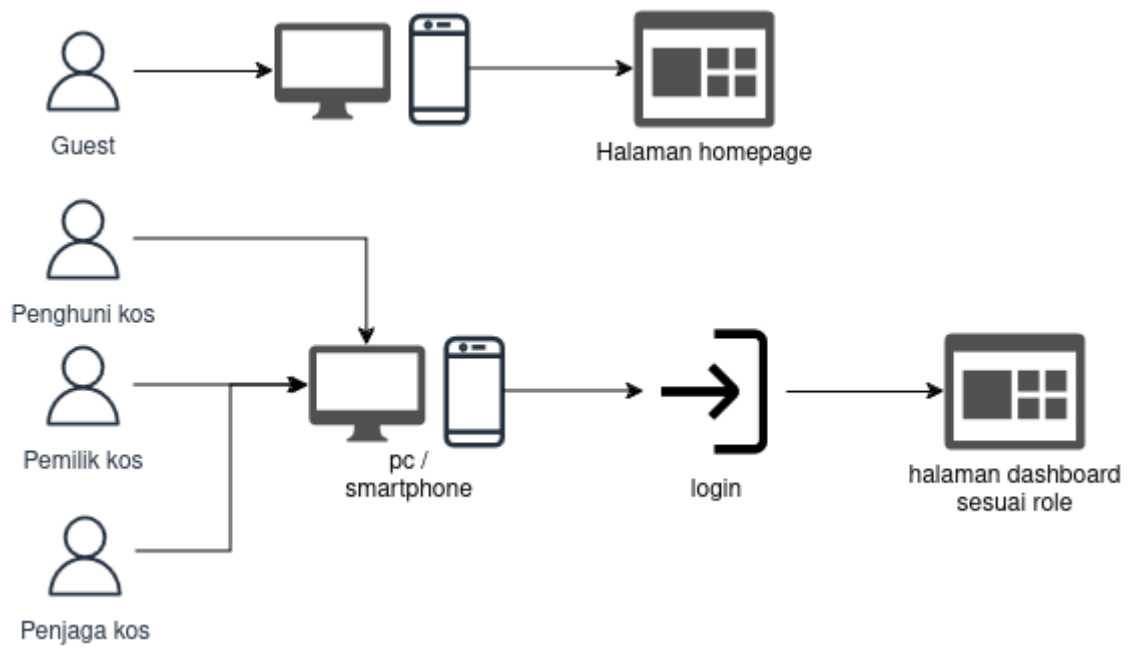 Guest
Halaman homepage
Penghuni kos
Pemilik kos
pc /
smartphone
login
halaman dashboard
sesuai role
Penjaga kos